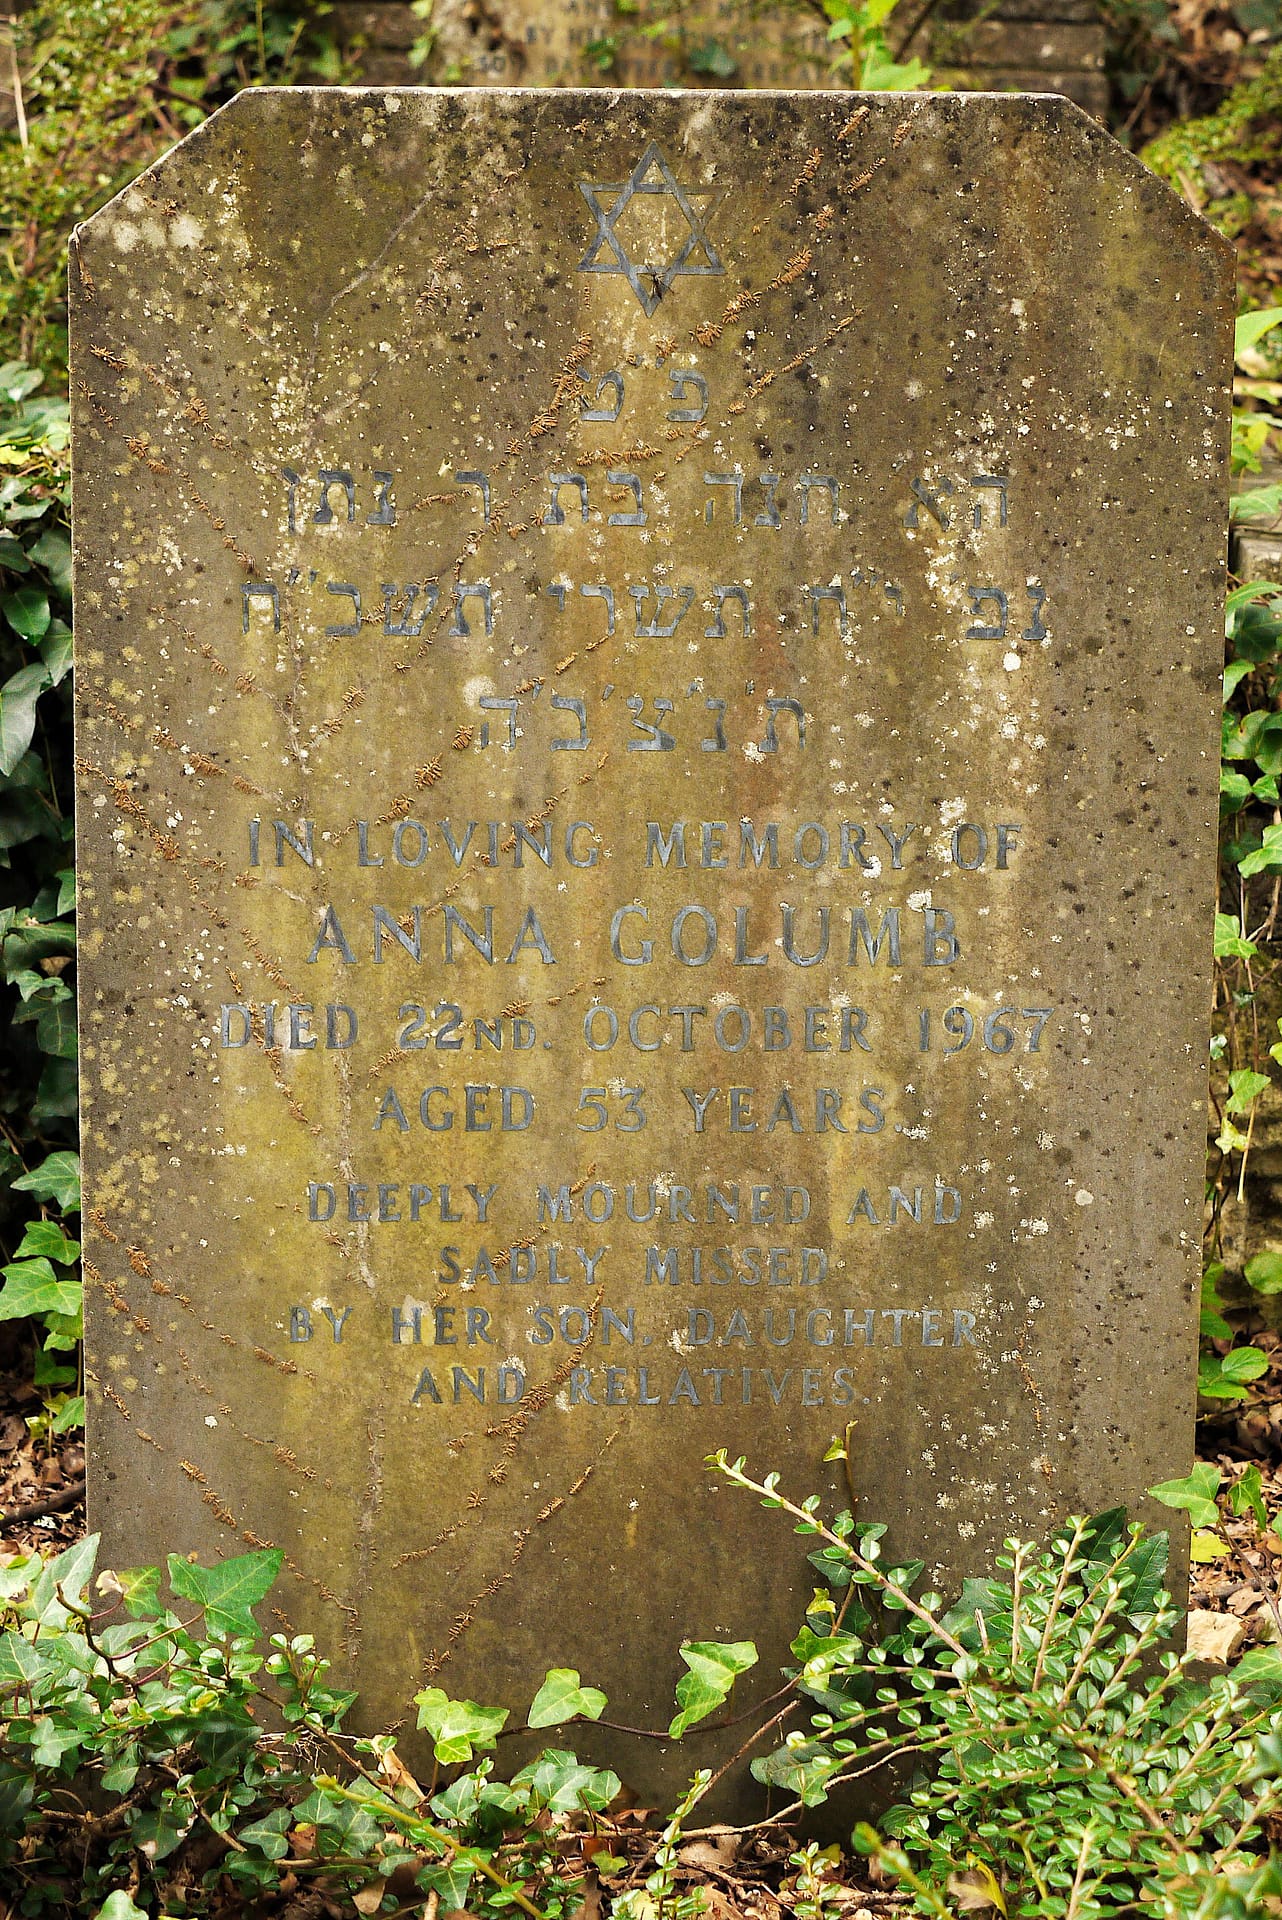 BY
פ׳ט׳
הא׳ חנה בת ר׳ נתן
נפ׳ י״ח תשרי תשכ״ח
ת׳נ׳צ׳ב׳ה׳
IN LOVING MEMORY OF
ANNA GOLUMB
DIED 22ND. OCTOBER 1967
AGED 53 YEARS.
DEEPLY MOURNED AND
SADLY MISSED
BY HER SON, DAUGHTER
AND RELATIVES.